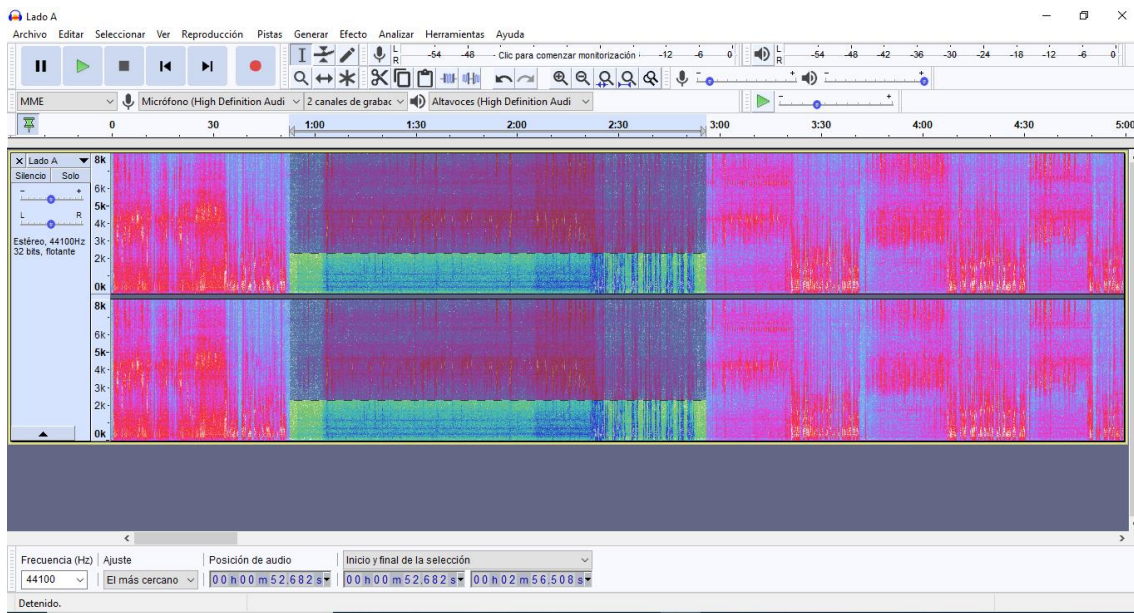 Lado A
Archivo Editar Seleccionar Ver Reproducción Pistas Generar Efecto Analizar Herramientas Ayuda
L -54 -48 - Clic para comenzar monitorización -12 -6 0
R
L -54 -48 -42 -36 -30 -24 -18 -12 -6 0
R
MME Micrófono (High Definition Audi 2 canales de grabac Altavoces (High Definition Audi
0 30 1:00 1:30 2:00 2:30 3:00 3:30 4:00 4:30 5:00
Lado A
Silencio Solo
- +
L R
Estéreo, 44100Hz
32 bits, flotante
8k
6k
5k
4k
3k
2k
0k
8k
6k
5k
4k
3k
2k
0k
Frecuencia (Hz) Ajuste Posición de audio Inicio y final de la selección
44100 El más cercano 00 h 00 m 52.682 s 00 h 00 m 52.682 s 00 h 02 m 56.508 s
Detenido.